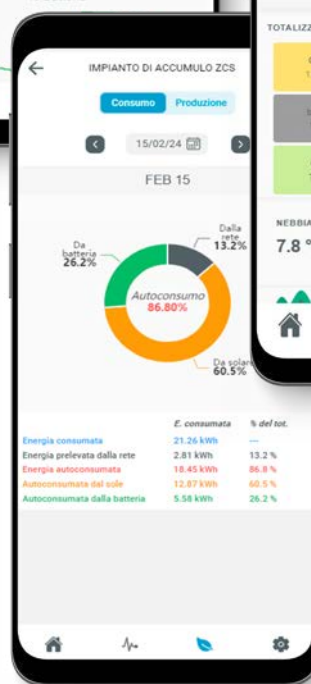 TOTALIZZ
IMPIANTO DI ACCUMULO ZCS
Consumo Produzione
15/02/24
FEB 15
NEBBIA
7.8 °
Dalla
rete
13.2%
Da
batteria
26.2%
Autoconsumo
86.80%
Da solar
60.5%
E. consumata % del tot.
Energia consumata 21.26 kWh ---
Energia prelevata dalla rete 2.81 kWh 13.2 %
Energia autoconsumata 18.45 kWh 86.8 %
Autoconsumata dal sole 12.87 kWh 60.5 %
Autoconsumata dalla batteria 5.58 kWh 26.2 %